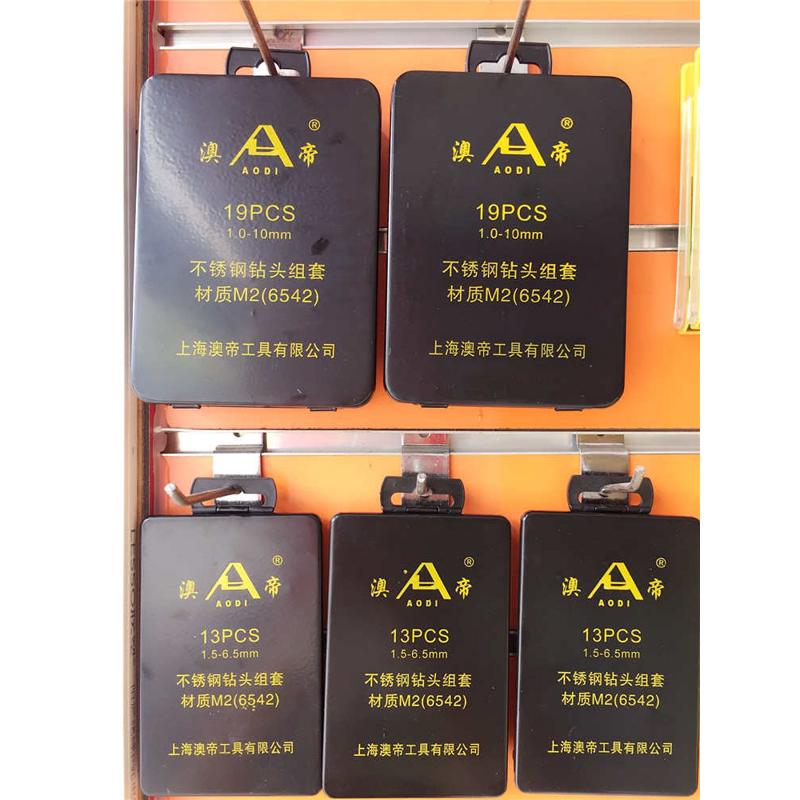 澳 帝 ®
AODI
19PCS
1.0-10mm
不锈钢钻头组套
材质M2(6542)
上海澳帝工具有限公司
澳 帝 ®
AODI
19PCS
1.0-10mm
不锈钢钻头组套
材质M2(6542)
上海澳帝工具有限公司
澳 帝 ®
AODI
13PCS
1.5-6.5mm
不锈钢钻头组套
材质M2(6542)
上海澳帝工具有限公司
澳 帝 ®
AODI
13PCS
1.5-6.5mm
不锈钢钻头组套
材质M2(6542)
上海澳帝工具有限公司
澳 帝 ®
AODI
13PCS
1.5-6.5mm
不锈钢钻头组套
材质M2(6542)
上海澳帝工具有限公司